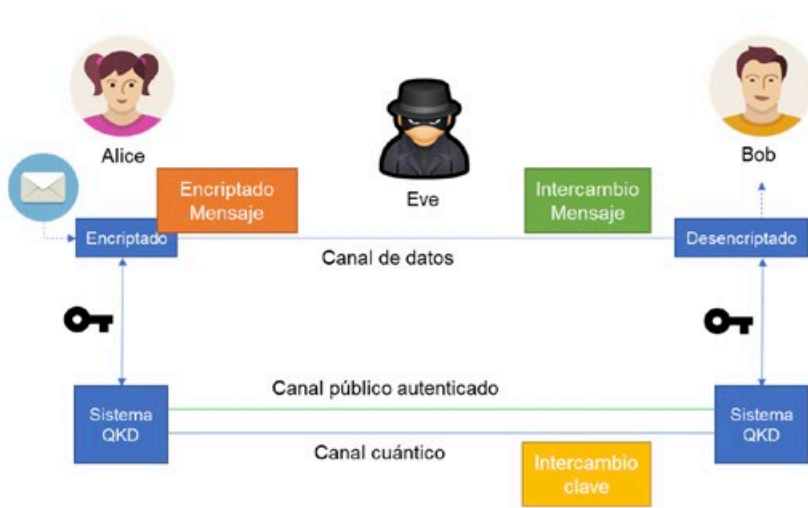 Alice
Eve
Bob
Encriptado
Mensaje
Intercambio
Mensaje
Encriptado
Canal de datos
Desencriptado
Canal público autenticado
Sistema
QKD
Sistema
QKD
Canal cuántico
Intercambio
clave